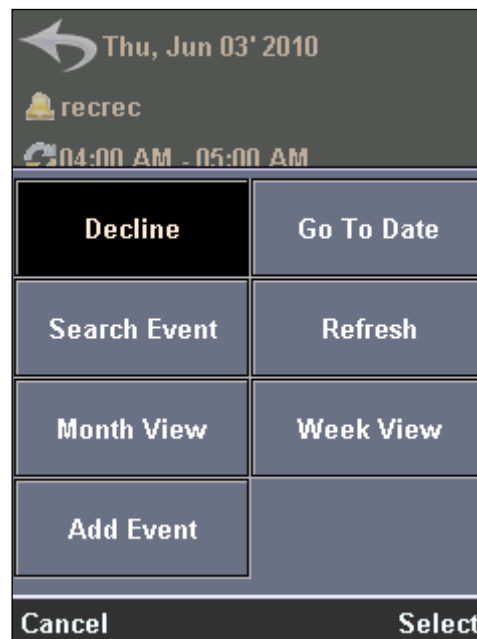 Thu, Jun 03' 2010
recrec
04:00 AM - 05:00 AM
Decline
Go To Date
Search Event
Refresh
Month View
Week View
Add Event
Cancel
Select